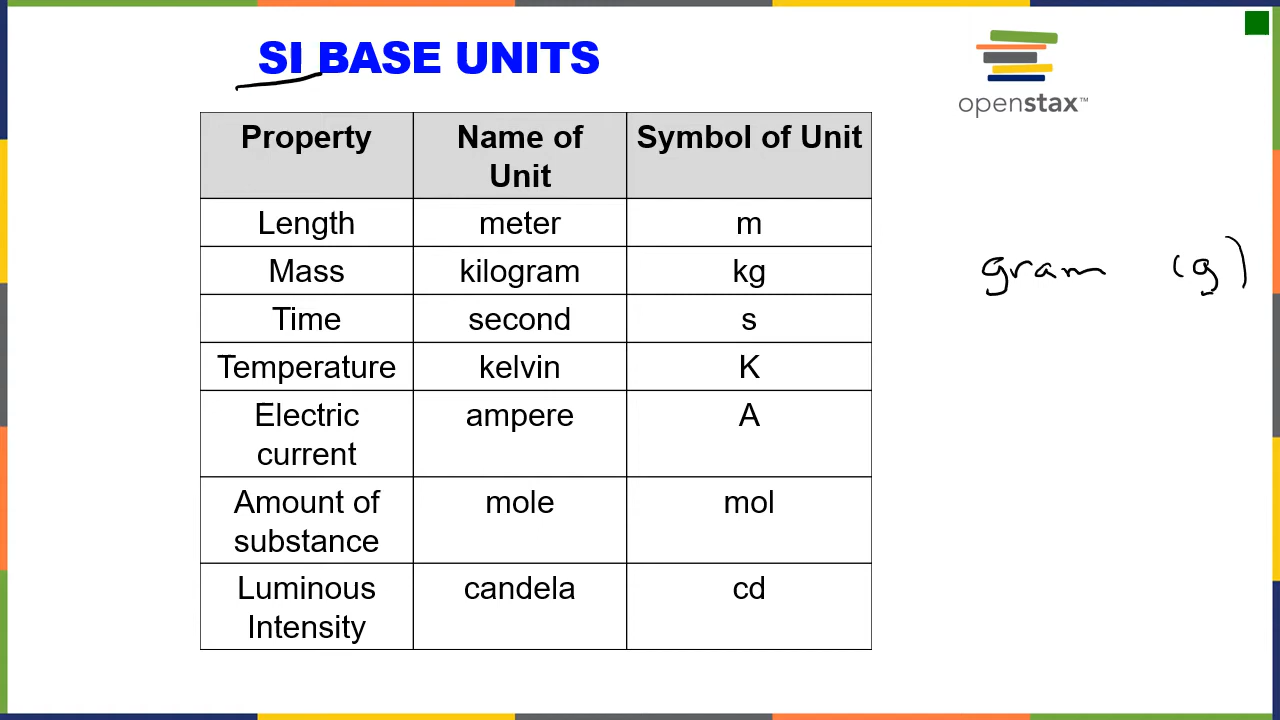 SI BASE UNITS
openstax™
Property Name of Unit Symbol of Unit
Length meter m
Mass kilogram kg
gram (g)
Time second s
Temperature kelvin K
Electric current ampere A
Amount of substance mole mol
Luminous Intensity candela cd